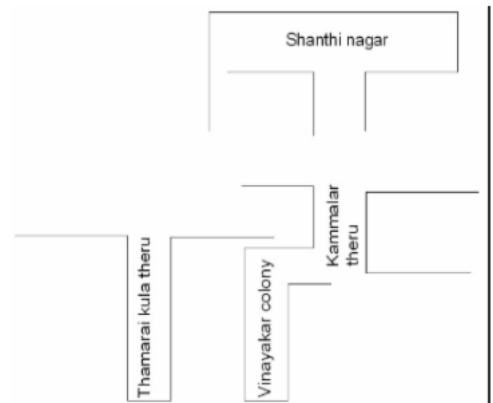 Shanthi nagar
Kammalar
theru
Thamarai kula theru
Vinayakar colony